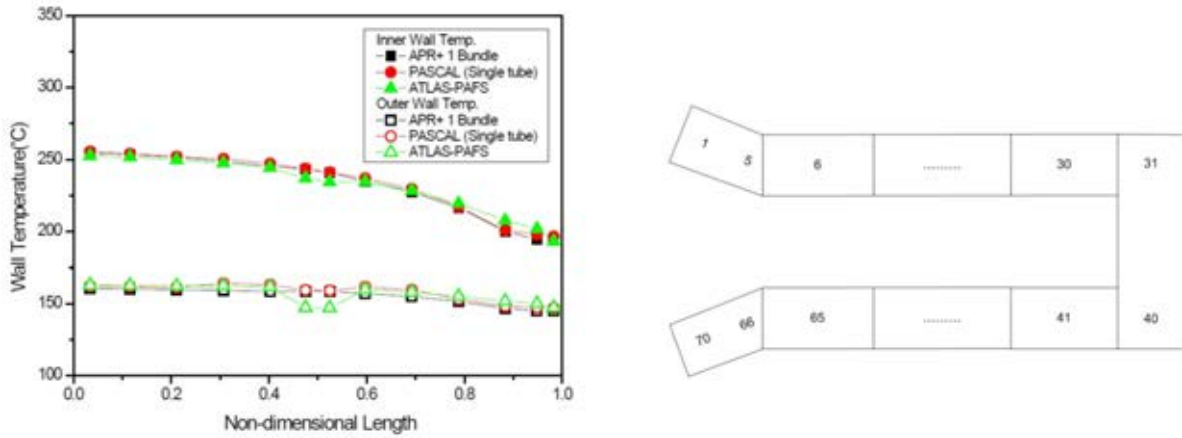 350
300
250
200
150
100
Wall Temperature(°C)
Inner Wall Temp.
APR+ 1 Bundle
PASCAL (Single tube)
ATLAS-PAFS
Outer Wall Temp.
APR+ 1 Bundle
PASCAL (Single tube)
ATLAS-PAFS
0.0 0.2 0.4 0.6 0.8 1.0
Non-dimensional Length
1 5 6 ......... 30 31
70 66 65 ......... 41 40